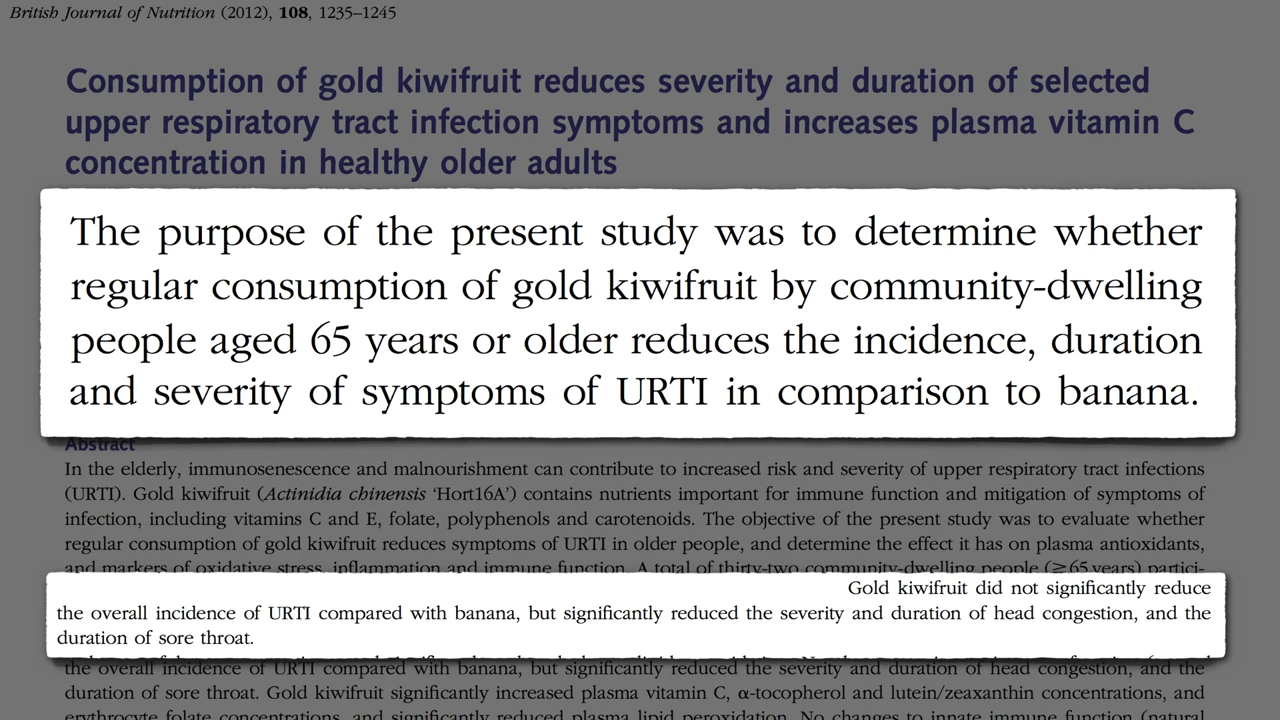 British Journal of Nutrition (2012), 108, 1235–1245
Consumption of gold kiwifruit reduces severity and duration of selected
upper respiratory tract infection symptoms and increases plasma vitamin C
concentration in healthy older adults
The purpose of the present study was to determine whether
regular consumption of gold kiwifruit by community-dwelling
people aged 65 years or older reduces the incidence, duration
and severity of symptoms of URTI in comparison to banana.
Abstract
In the elderly, immunosenescence and malnourishment can contribute to increased risk and severity of upper respiratory tract infections
(URTI). Gold kiwifruit (Actinidia chinensis ‘Hort16A’) contains nutrients important for immune function and mitigation of symptoms of
infection, including vitamins C and E, folate, polyphenols and carotenoids. The objective of the present study was to evaluate whether
regular consumption of gold kiwifruit reduces symptoms of URTI in older people, and determine the effect it has on plasma antioxidants,
and markers of oxidative stress, inflammation and immune function. A total of thirty-two community-dwelling people (≥65 years) partici-
Gold kiwifruit did not significantly reduce
the overall incidence of URTI compared with banana, but significantly reduced the severity and duration of head congestion, and the
duration of sore throat.
the overall incidence of URTI compared with banana, but significantly reduced the severity and duration of head congestion, and the
duration of sore throat. Gold kiwifruit significantly increased plasma vitamin C, α-tocopherol and lutein/zeaxanthin concentrations, and
erythrocyte folate concentrations, and significantly reduced plasma lipid peroxidation. No changes to innate immune function (natural